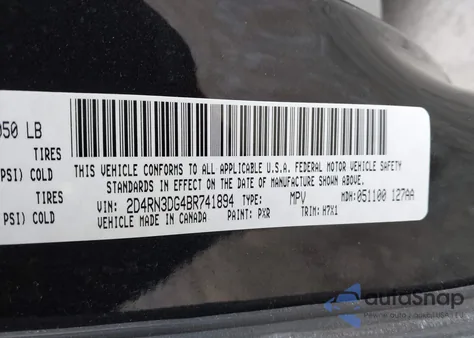 050 LB
TIRES
PSI) COLD
TIRES
PSI) COLD
THIS VEHICLE CONFORMS TO ALL APPLICABLE U.S.A. FEDERAL MOTOR VEHICLE SAFETY
STANDARDS IN EFFECT ON THE DATE OF MANUFACTURE SHOWN ABOVE.
VIN: 2D4RN3DG4BR741894 TYPE: MPV MDH:051100 127AA
VEHICLE MADE IN CANADA PAINT: PXR TRIM: H7X1
autoSnap